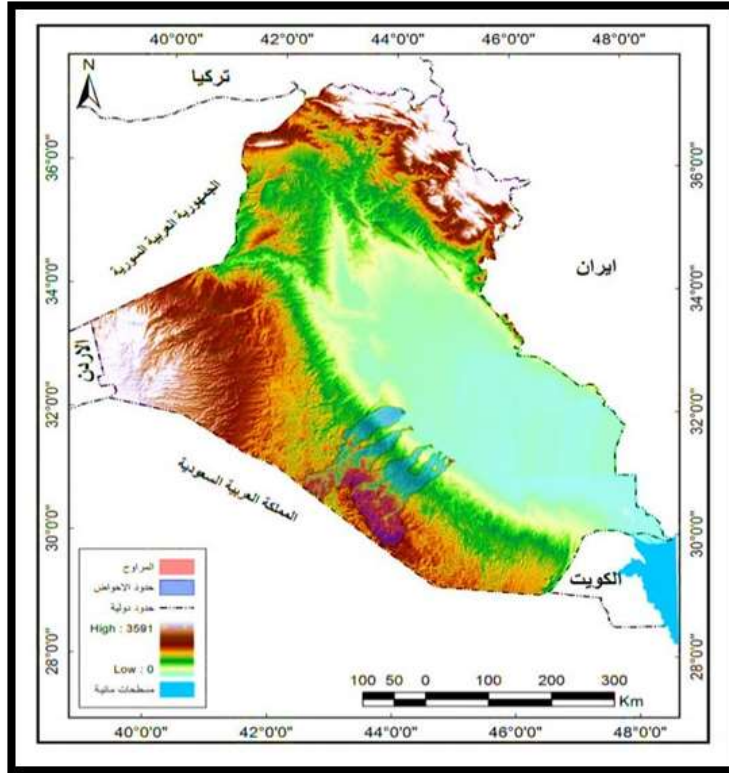 40°0'0" 42°0'0" 44°0'0" 46°0'0" 48°0'0"
N
تركيا
36°0'0" 36°0'0"
الجمهورية العربية السورية
ايران
34°0'0" 34°0'0"
الاردن
32°0'0" 32°0'0"
المملكة العربية السعودية
30°0'0" 30°0'0"
الكويت
المراوح
حدود الاحواض
حدود دولية
High : 3591
Low : 0
مسطحات مائية
28°0'0" 28°0'0"
100 50 0 100 200 300
Km
40°0'0" 42°0'0" 44°0'0" 46°0'0" 48°0'0"